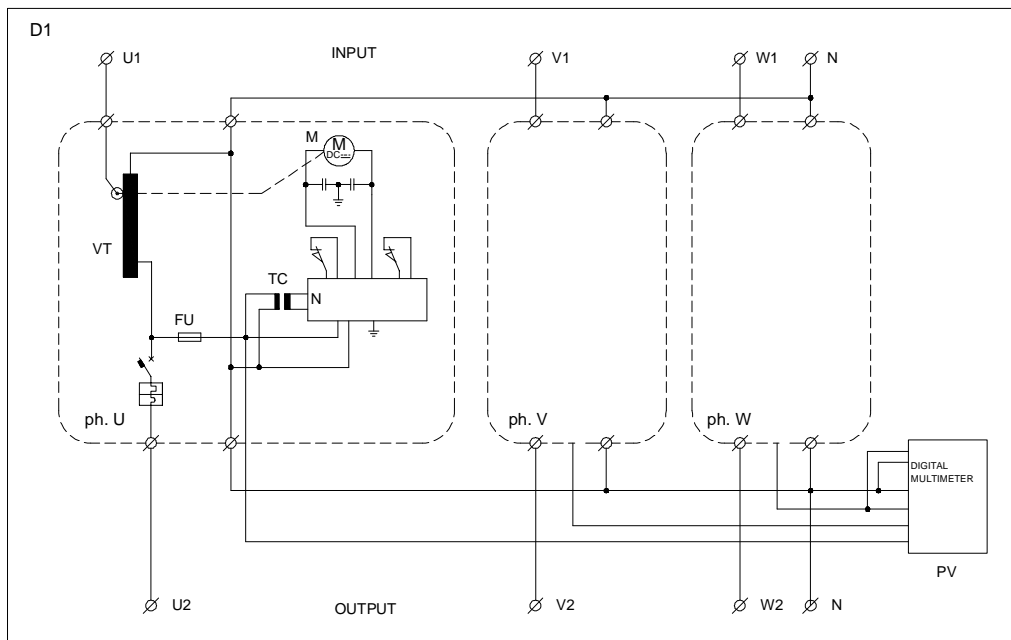 D1
U1
INPUT
V1
W1
N
M
M
DC
VT
TC
N
FU
ph. U
ph. V
ph. W
DIGITAL
MULTIMETER
PV
U2
OUTPUT
V2
W2
N